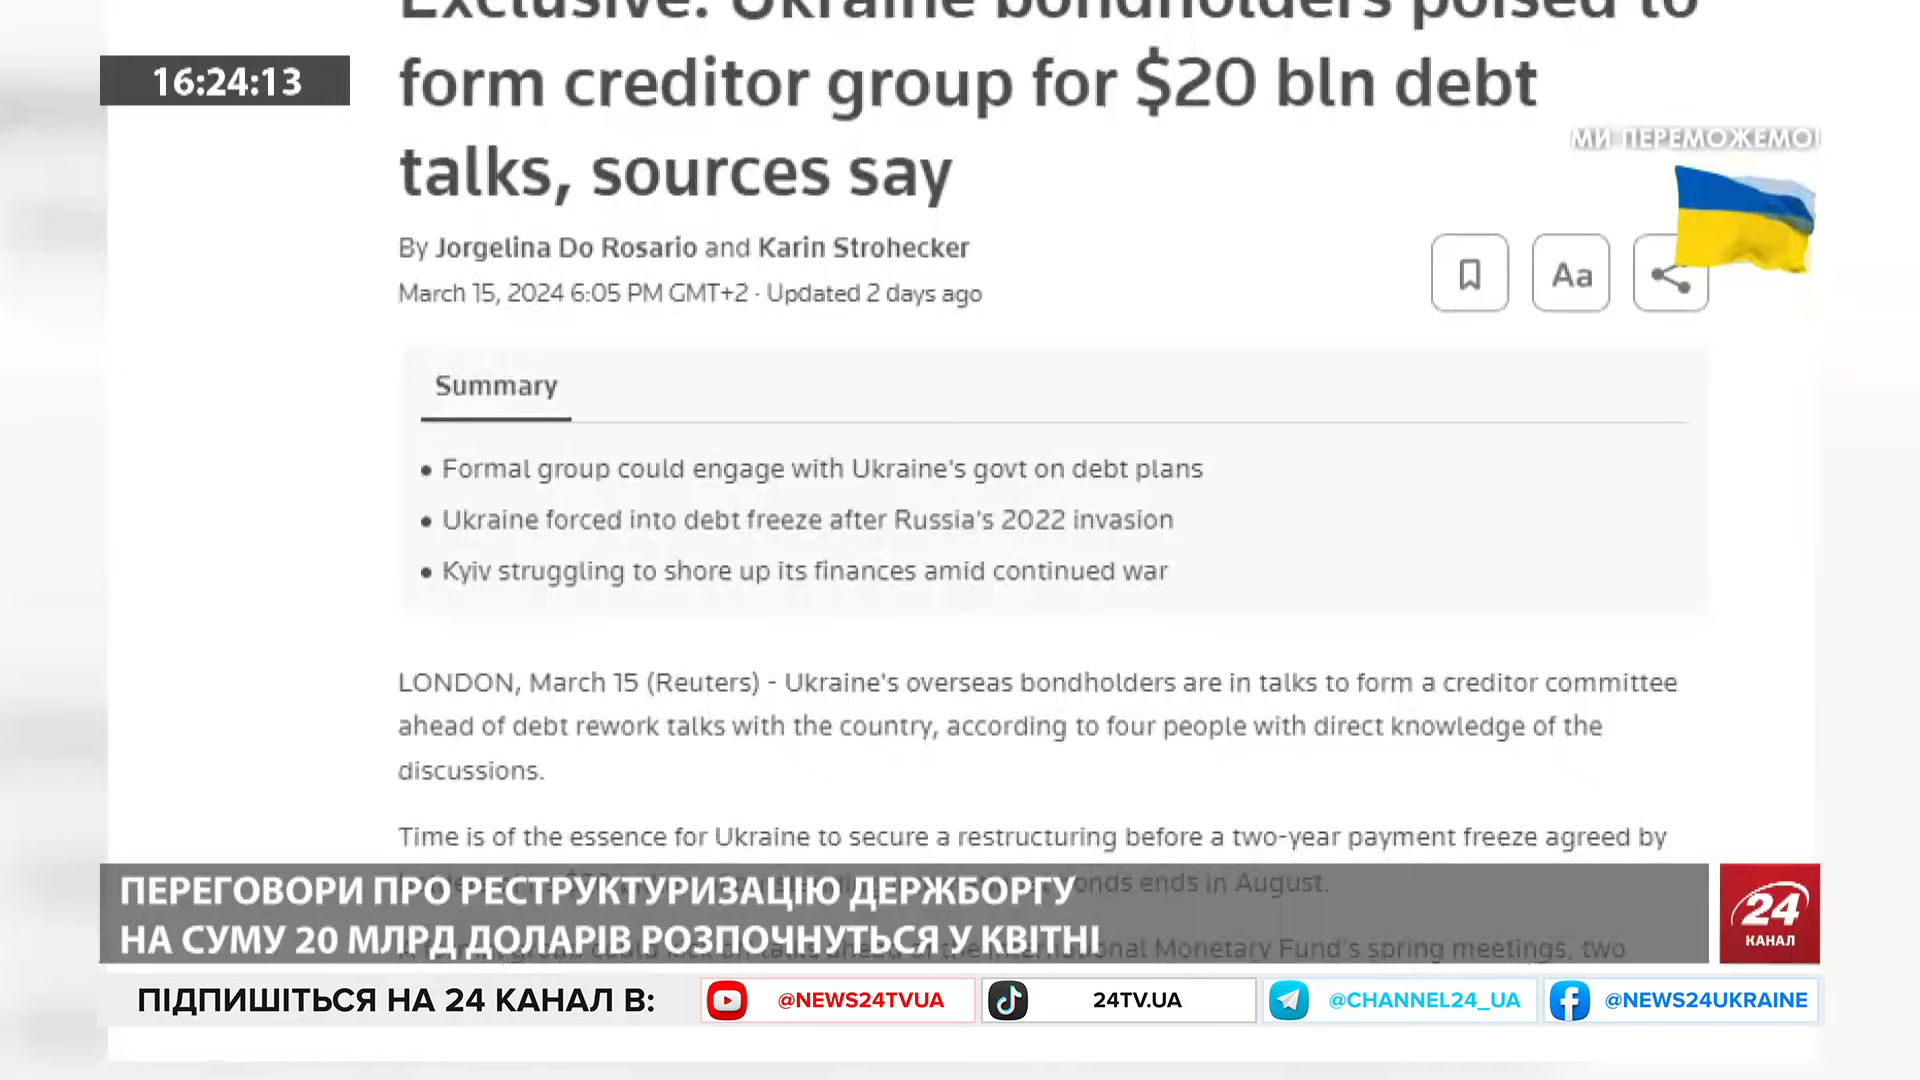 Exclusive: Ukraine bondholders poised to
16:24:13
form creditor group for $20 bln debt
talks, sources say
МИ ПЕРЕМОЖЕМО!
By Jorgelina Do Rosario and Karin Strohecker
March 15, 2024 6:05 PM GMT+2 · Updated 2 days ago
Aa
Summary
• Formal group could engage with Ukraine's govt on debt plans
• Ukraine forced into debt freeze after Russia's 2022 invasion
• Kyiv struggling to shore up its finances amid continued war
LONDON, March 15 (Reuters) - Ukraine's overseas bondholders are in talks to form a creditor committee
ahead of debt rework talks with the country, according to four people with direct knowledge of the
discussions.
Time is of the essence for Ukraine to secure a restructuring before a two-year payment freeze agreed by
bonds ends in August.
Monetary Fund's spring meetings, two
ПЕРЕГОВОРИ ПРО РЕСТРУКТУРИЗАЦІЮ ДЕРЖБОРГУ
НА СУМУ 20 МЛРД ДОЛАРІВ РОЗПОЧНУТЬСЯ У КВІТНІ
24
КАНАЛ
ПІДПИШІТЬСЯ НА 24 КАНАЛ В:
@NEWS24TVUA
24TV.UA
@CHANNEL24_UA
@NEWS24UKRAINE